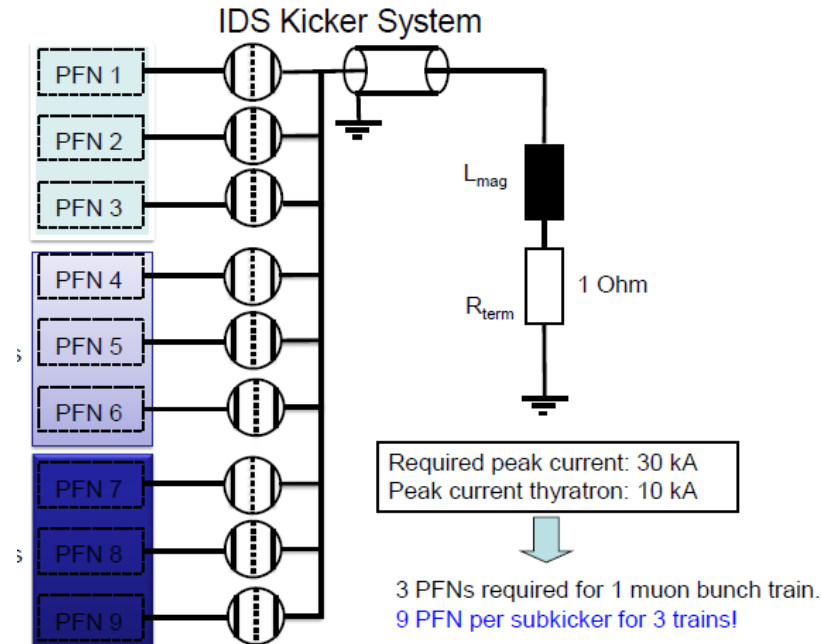 IDS Kicker System
PFN 1
PFN 2
PFN 3
PFN 4
PFN 5
s
PFN 6
PFN 7
PFN 8
s
PFN 9
Lmag
Rterm
1 Ohm
Required peak current: 30 kA
Peak current thyratron: 10 kA
3 PFNs required for 1 muon bunch train.
9 PFN per subkicker for 3 trains!